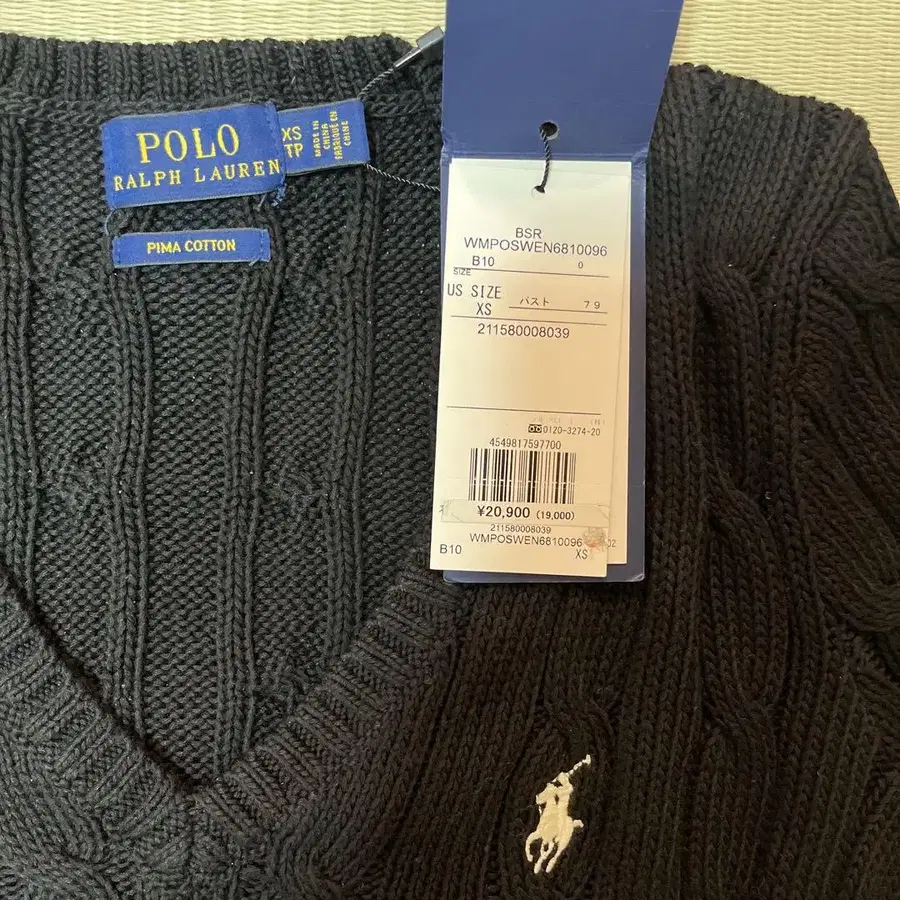 POLO
RALPH LAUREN
XS
TP
MADE IN
CHINA
FABRIQUÉ EN
CHINE
PIMA COTTON
BSR
WMPOSWEN6810096
B10 0
SIZE
US SIZE
XS
バスト 79
211580008039
0120-3274-20
4549817597700
¥20,900 (19,000)
211580008039
WMPOSWEN6810096
B10 XS